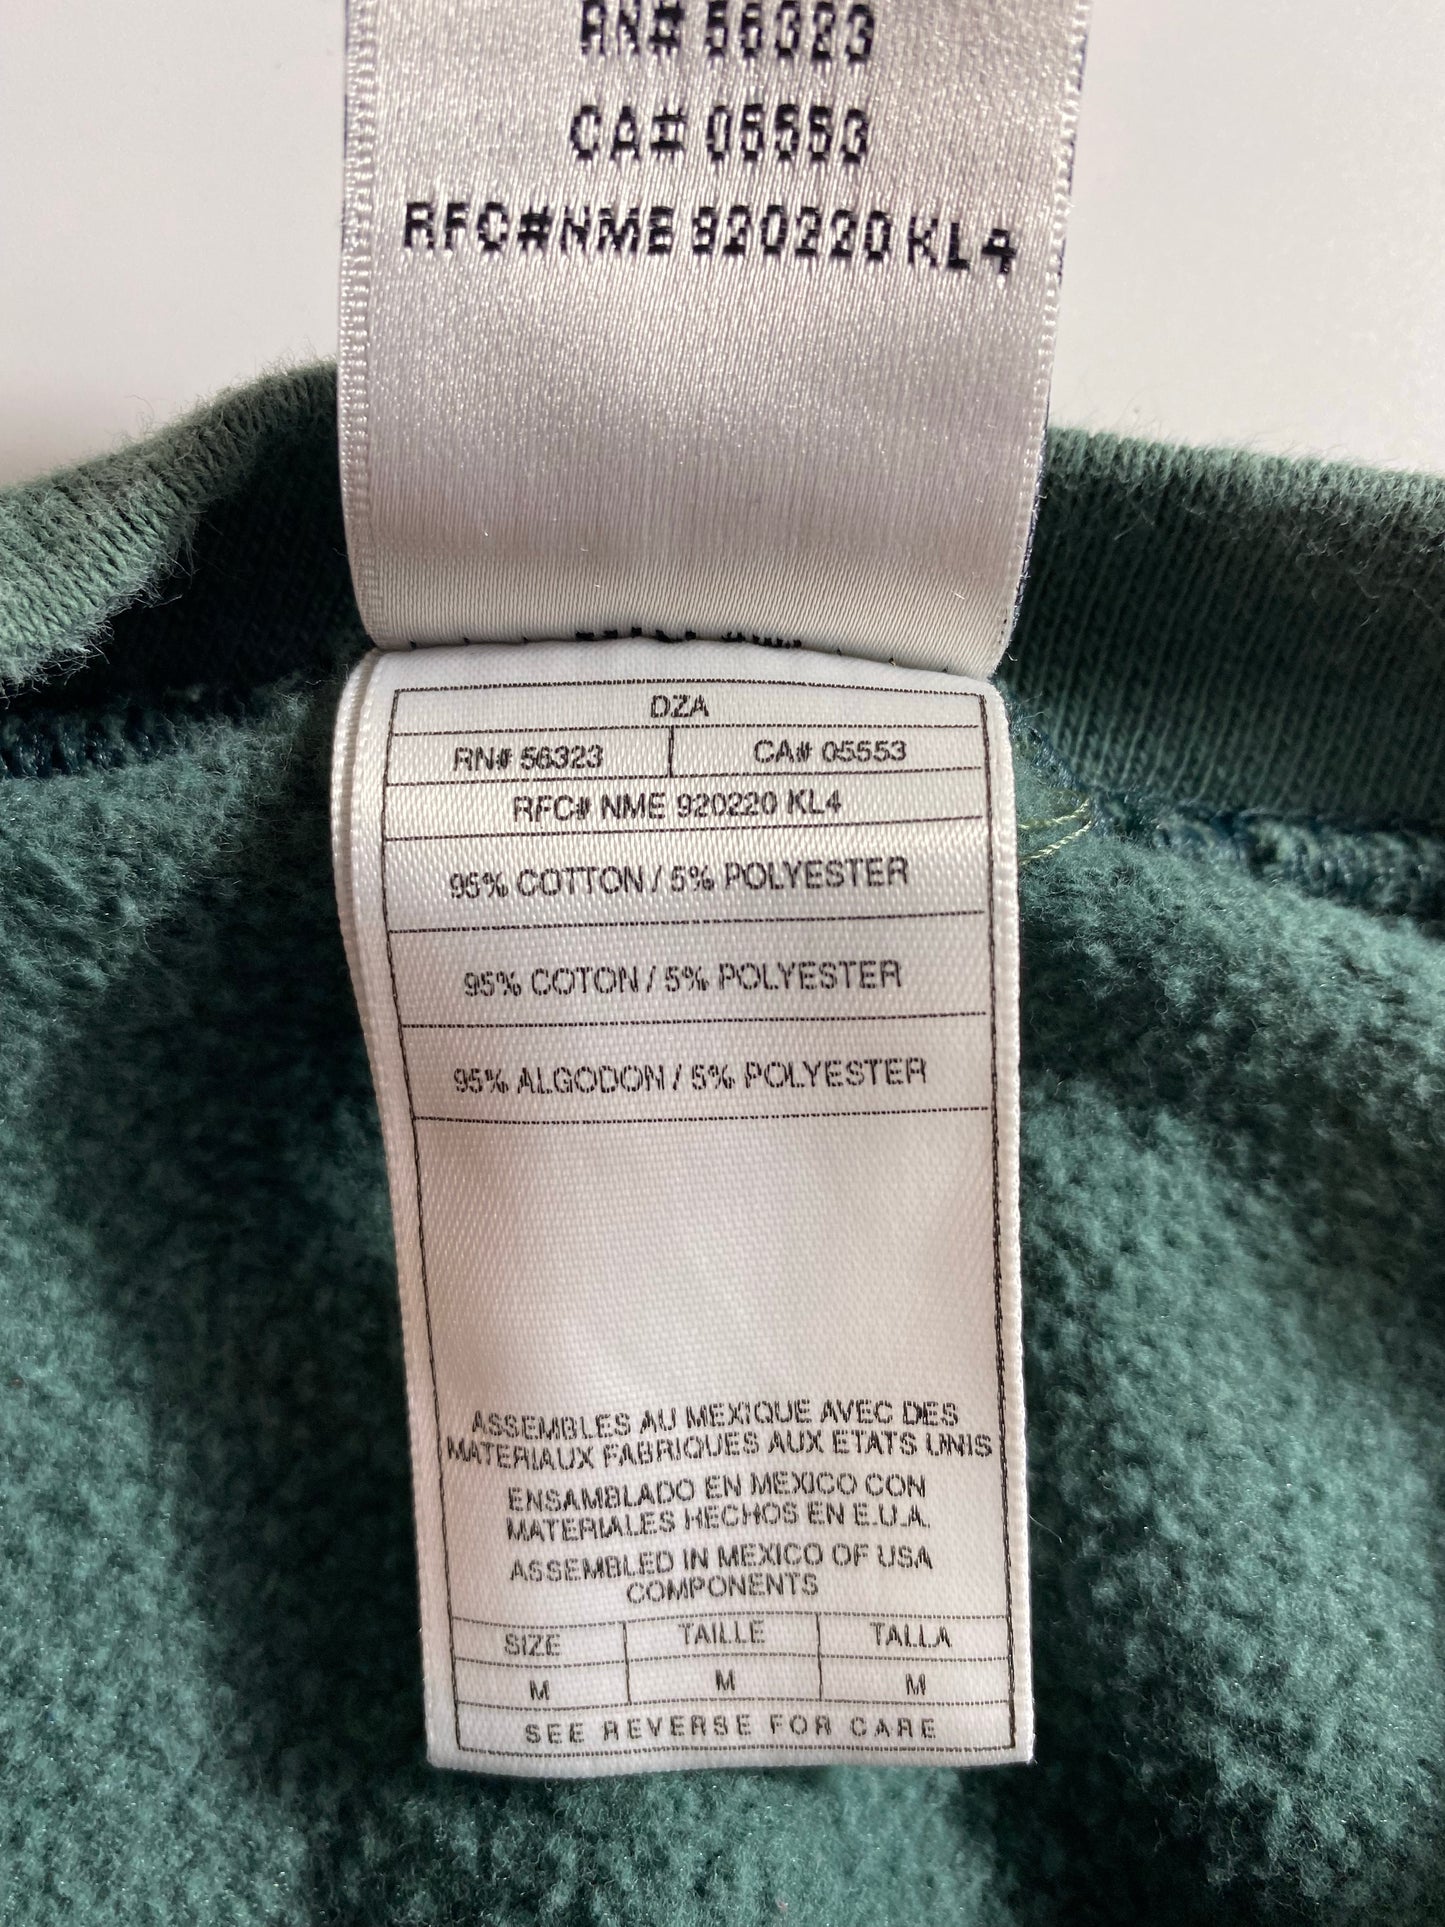 RN# 56323
CA# 05553
RFC#NME 920220 KL4
DZA
RN# 56323 CA# 05553
RFC# NME 920220 KL4
95% COTTON / 5% POLYESTER
95% COTON / 5% POLYESTER
95% ALGODON / 5% POLYESTER
ASSEMBLES AU MEXIQUE AVEC DES
MATERIAUX FABRIQUES AUX ETATS UNIS
ENSAMBLADO EN MEXICO CON
MATERIALES HECHOS EN E.U.A.
ASSEMBLED IN MEXICO OF USA
COMPONENTS
SIZE TAILLE TALLA
M M M
SEE REVERSE FOR CARE